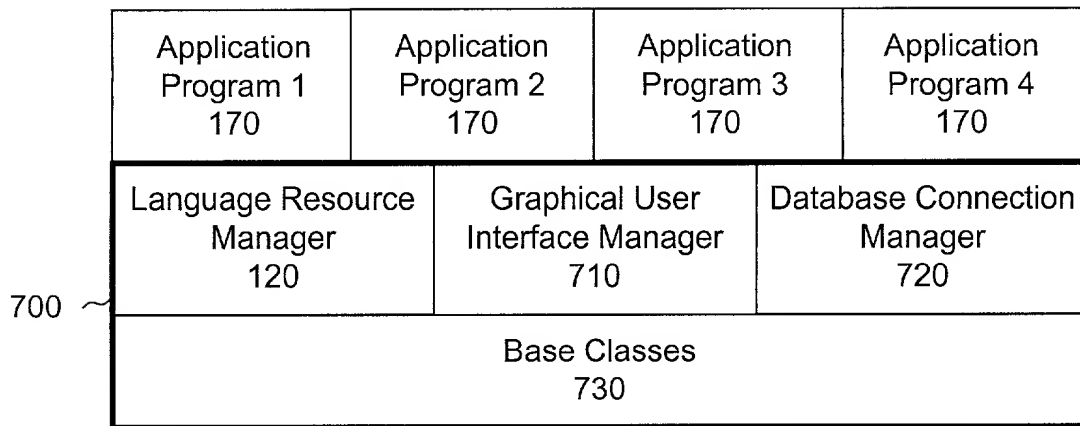 Application Program 1 170
Application Program 2 170
Application Program 3 170
Application Program 4 170
Language Resource Manager 120
Graphical User Interface Manager 710
Database Connection Manager 720
700
Base Classes 730